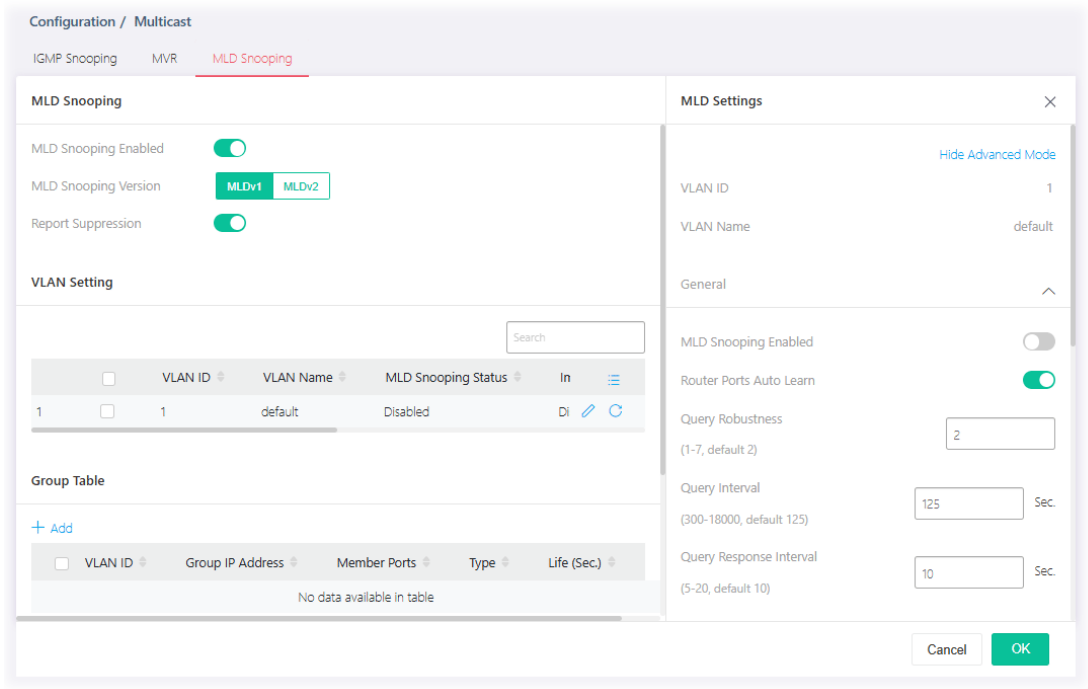 Configuration / Multicast
IGMP Snooping MVR MLD Snooping
MLD Snooping
MLD Snooping Enabled
MLD Snooping Version MLDv1 MLDv2
Report Suppression
VLAN Setting
Search
VLAN ID VLAN Name MLD Snooping Status In
1 1 default Disabled Di
Group Table
+ Add
VLAN ID Group IP Address Member Ports Type Life (Sec.)
No data available in table
MLD Settings
Hide Advanced Mode
VLAN ID 1
VLAN Name default
General
MLD Snooping Enabled
Router Ports Auto Learn
Query Robustness
(1-7, default 2)
2
Query Interval
(300-18000, default 125)
125 Sec.
Query Response Interval
(5-20, default 10)
10 Sec.
Cancel OK